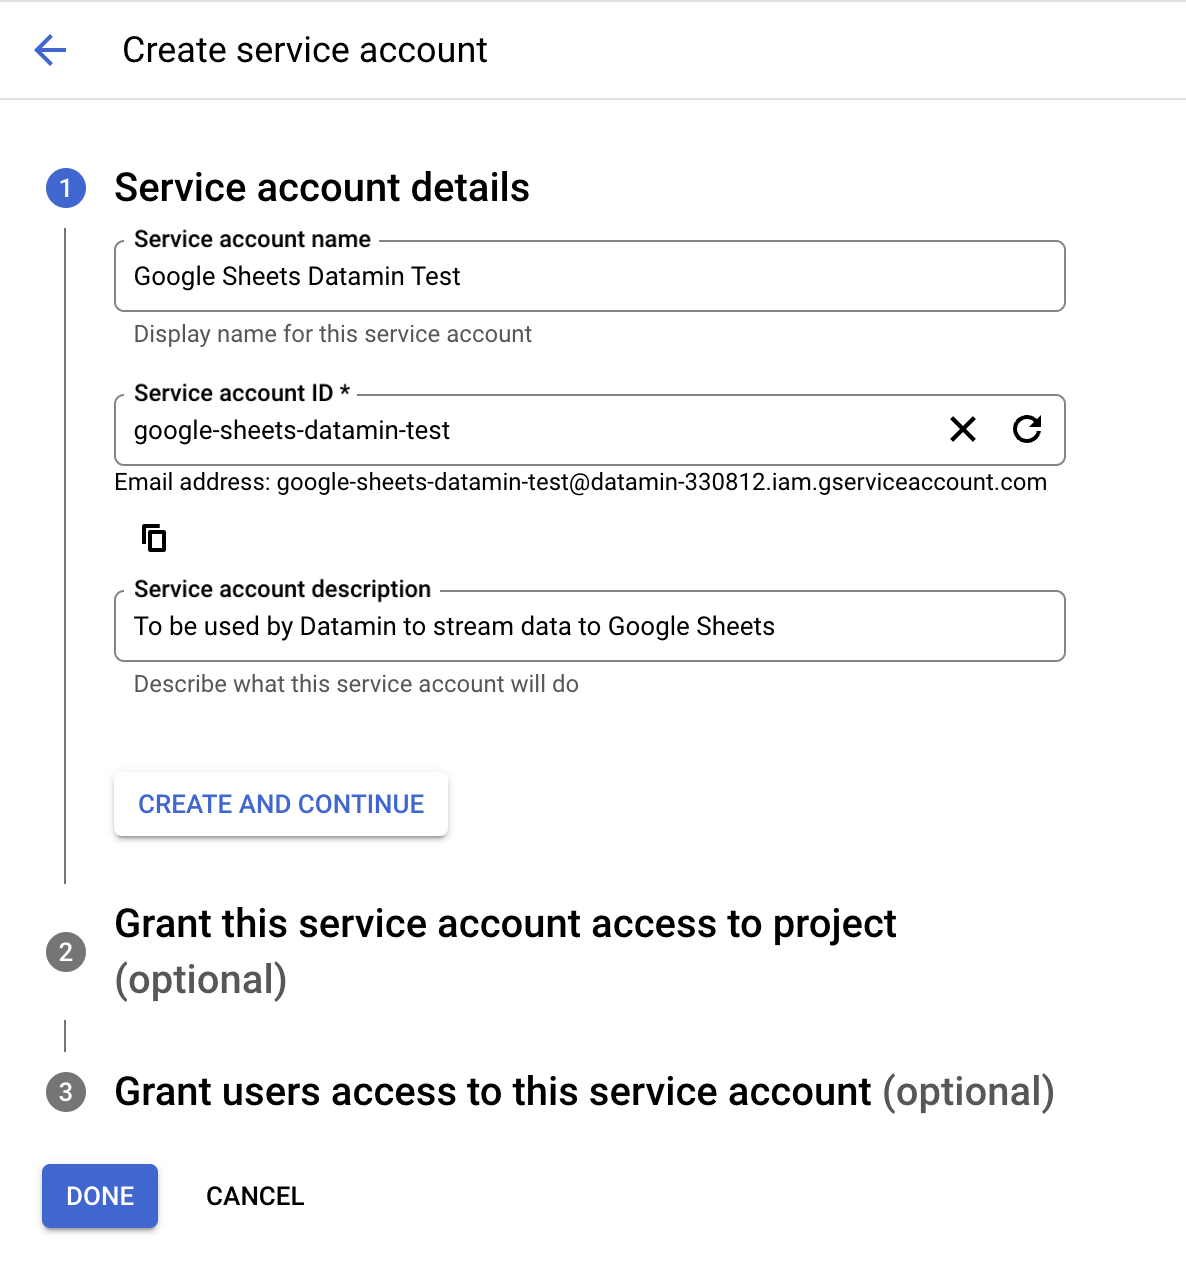 Create service account
1 Service account details
Service account name
Google Sheets Datamin Test
Display name for this service account
Service account ID *
google-sheets-datamin-test
Email address: google-sheets-datamin-test@datamin-330812.iam.gserviceaccount.com
Service account description
To be used by Datamin to stream data to Google Sheets
Describe what this service account will do
CREATE AND CONTINUE
2 Grant this service account access to project
(optional)
3 Grant users access to this service account (optional)
DONE CANCEL